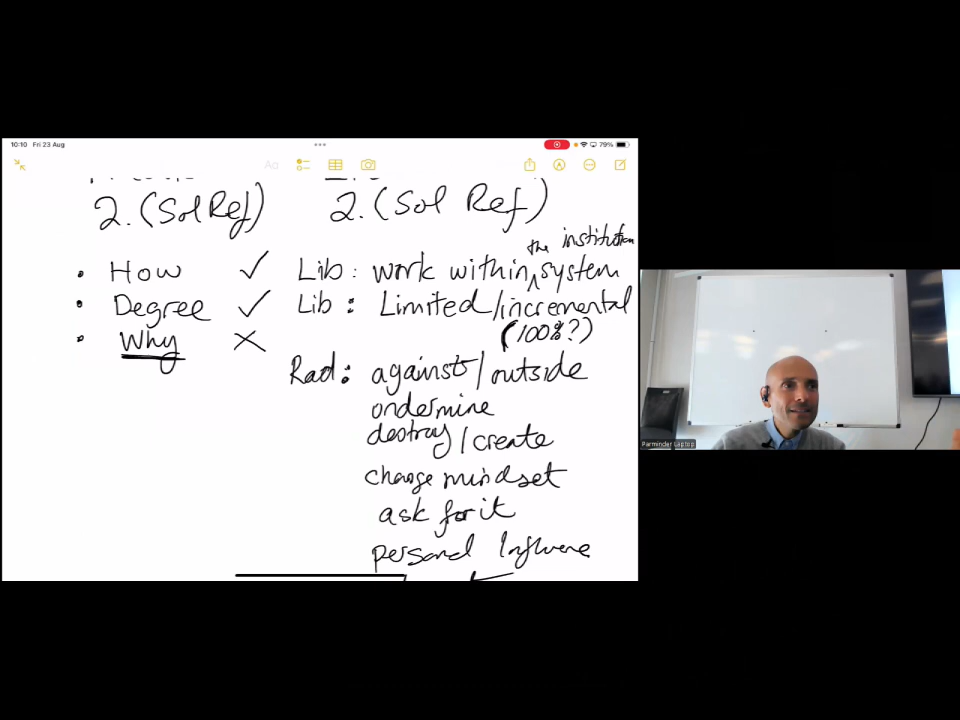 10:10 Fri 23 Aug
79%
Aa
2. (Sol Ref) 2. (Sol Ref)
the institution
• How ✓ Lib: work within ^ system
• Degree ✓ Lib: Limited/incremental
(100%?)
• Why ✗
Rad: against/outside
undermine
destroy/create
change mindset
ask for it
personal Influence
Parminder Laptop